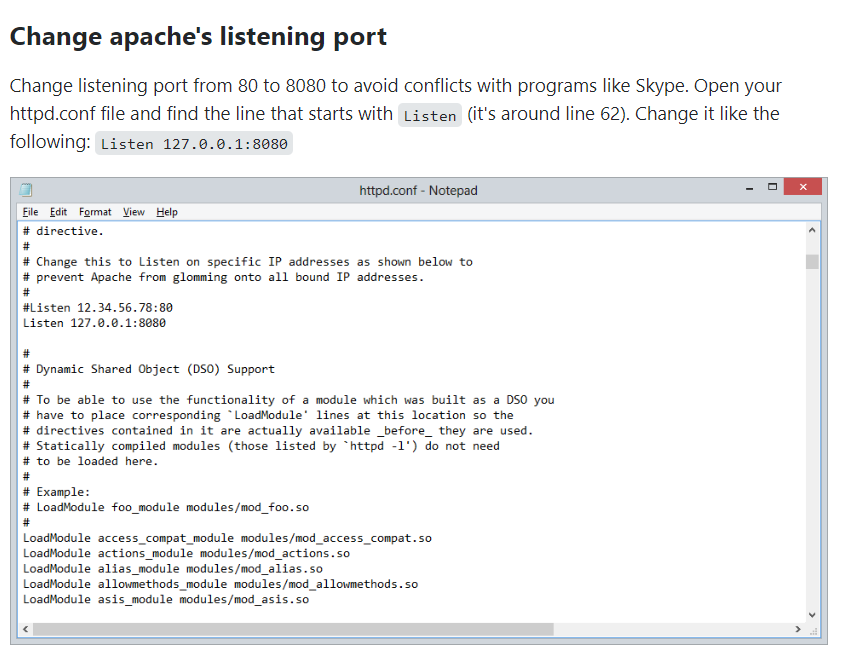 Change apache's listening port
Change listening port from 80 to 8080 to avoid conflicts with programs like Skype. Open your
httpd.conf file and find the line that starts with Listen (it's around line 62). Change it like the
following: Listen 127.0.0.1:8080
httpd.conf - Notepad
File Edit Format View Help
# directive.
#
# Change this to Listen on specific IP addresses as shown below to
# prevent Apache from glomming onto all bound IP addresses.
#
#Listen 12.34.56.78:80
Listen 127.0.0.1:8080
#
# Dynamic Shared Object (DSO) Support
#
# To be able to use the functionality of a module which was built as a DSO you
# have to place corresponding `LoadModule' lines at this location so the
# directives contained in it are actually available _before_ they are used.
# Statically compiled modules (those listed by `httpd -l') do not need
# to be loaded here.
#
# Example:
# LoadModule foo_module modules/mod_foo.so
#
LoadModule access_compat_module modules/mod_access_compat.so
LoadModule actions_module modules/mod_actions.so
LoadModule alias_module modules/mod_alias.so
LoadModule allowmethods_module modules/mod_allowmethods.so
LoadModule asis_module modules/mod_asis.so